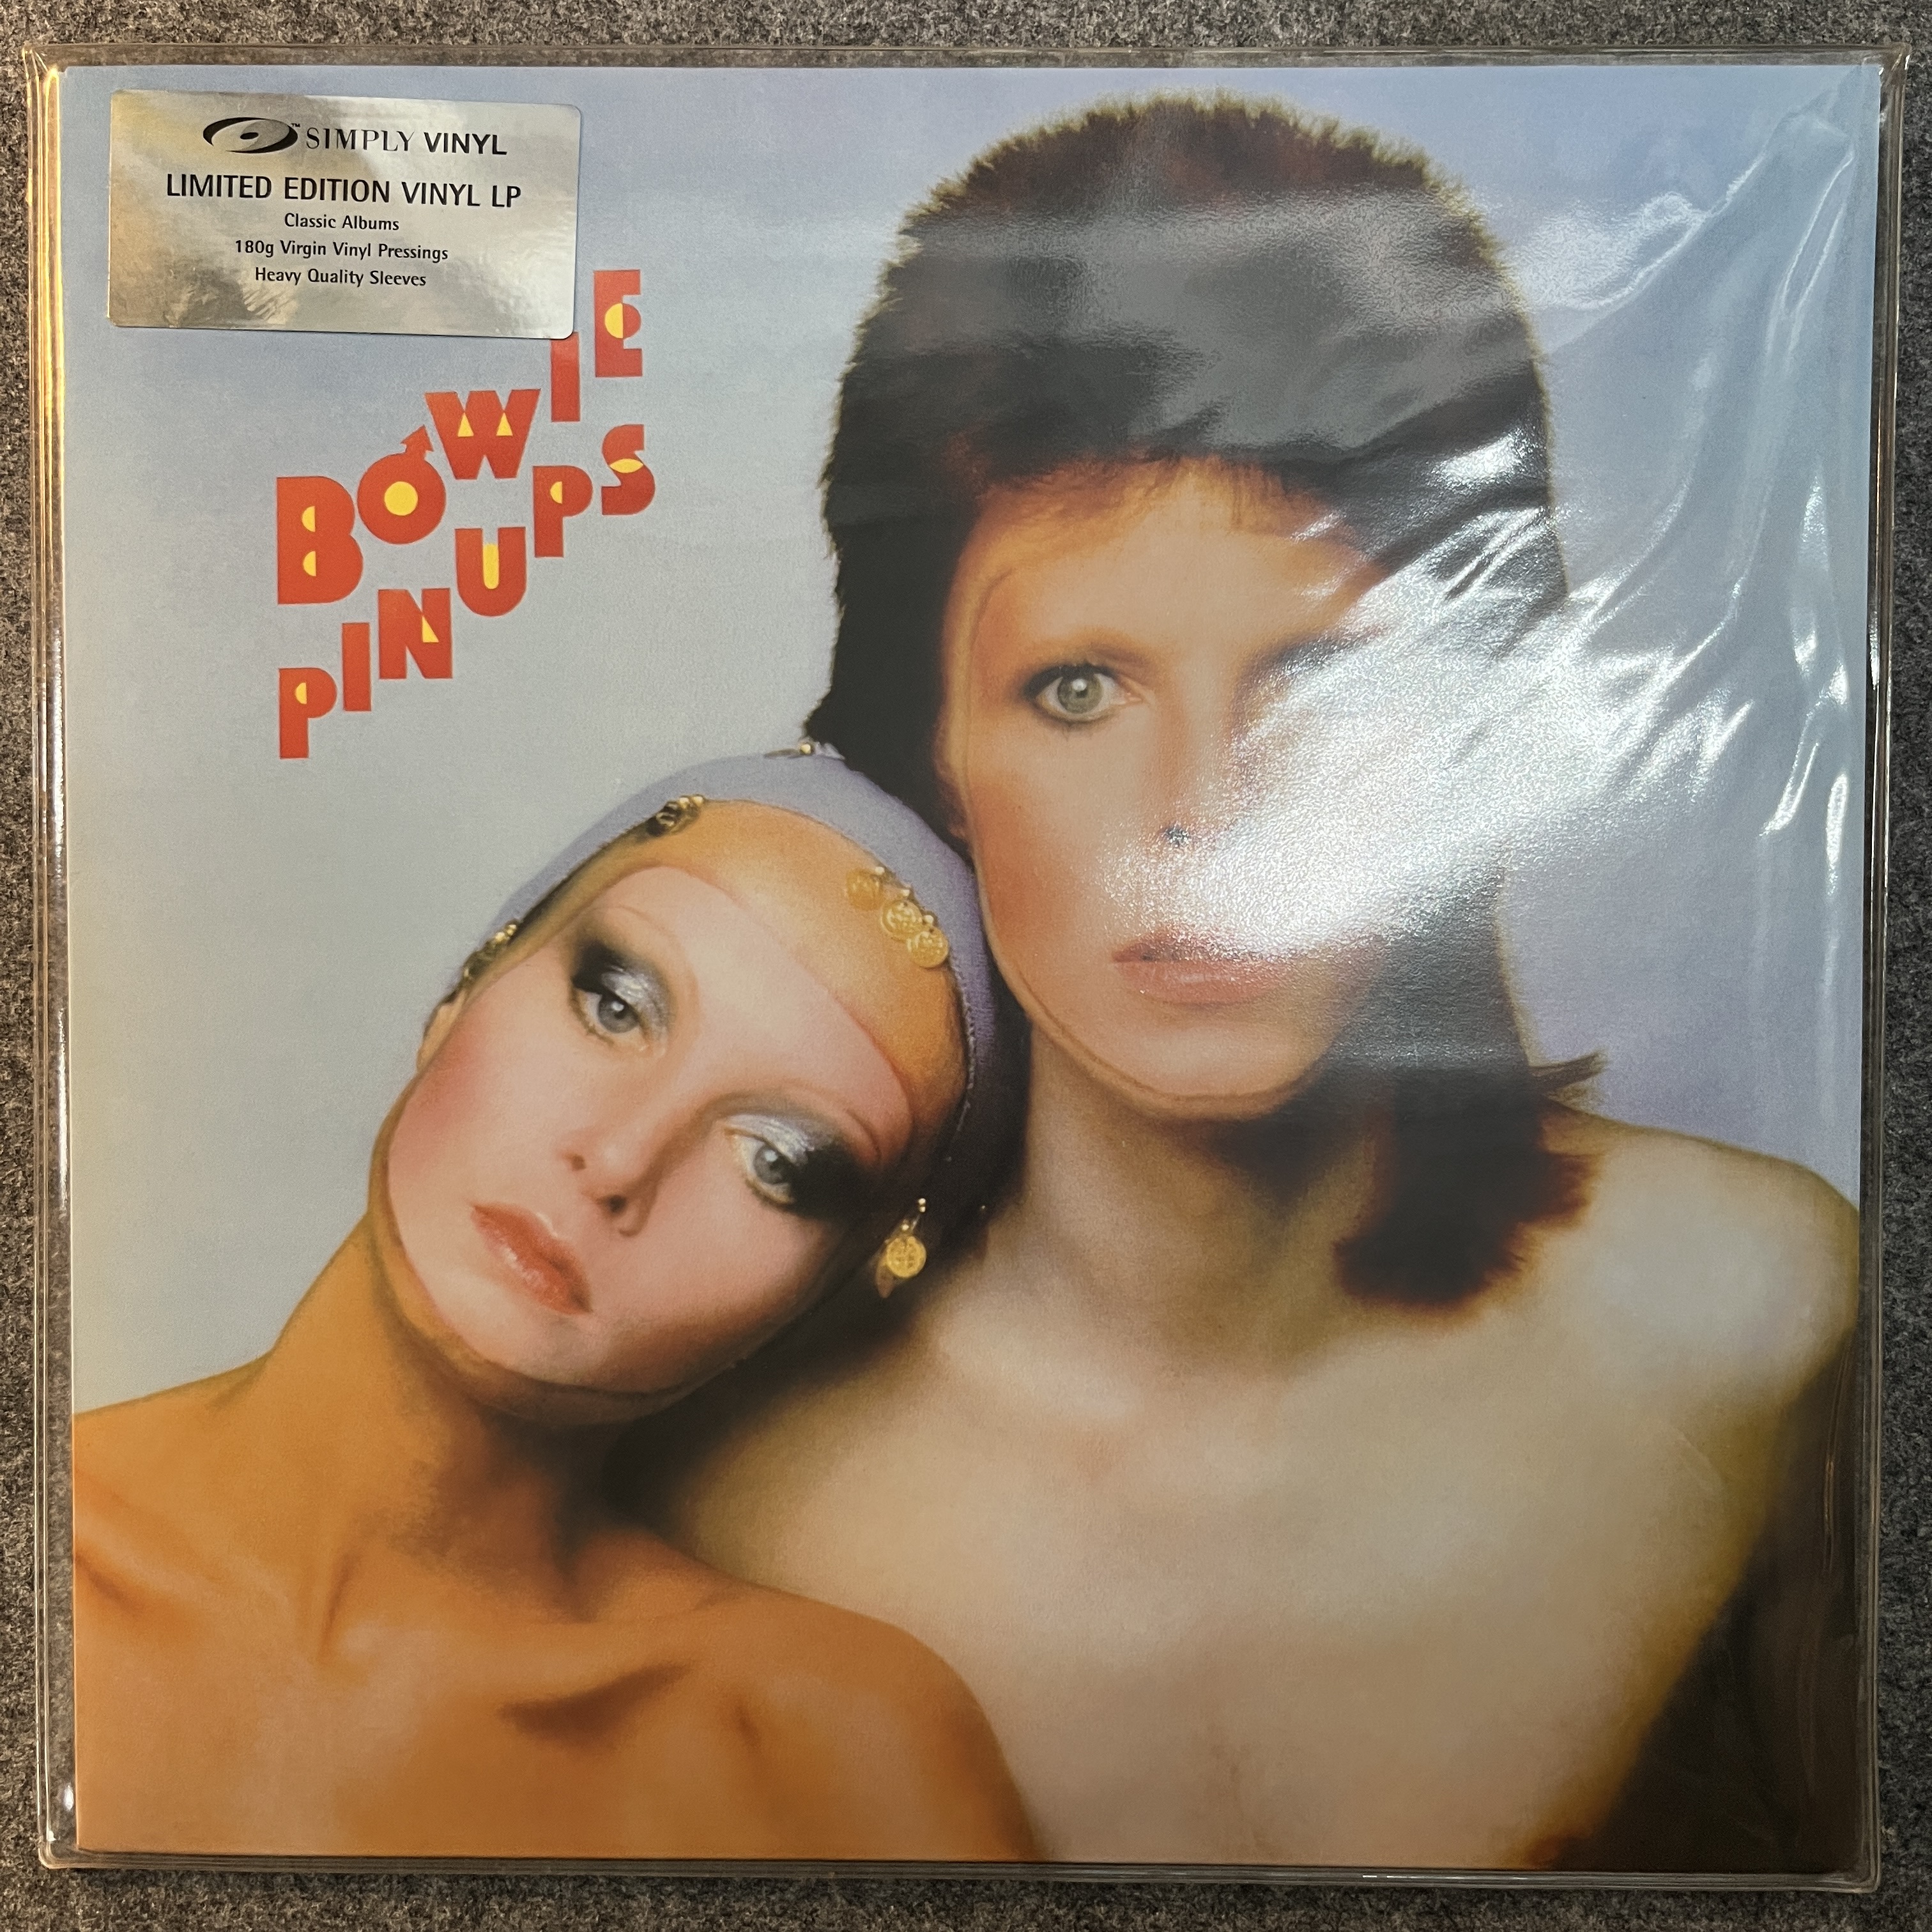 SIMPLY VINYL
LIMITED EDITION VINYL LP
Classic Albums
180g Virgin Vinyl Pressings
Heavy Quality Sleeves
BOWIE
PINUPS